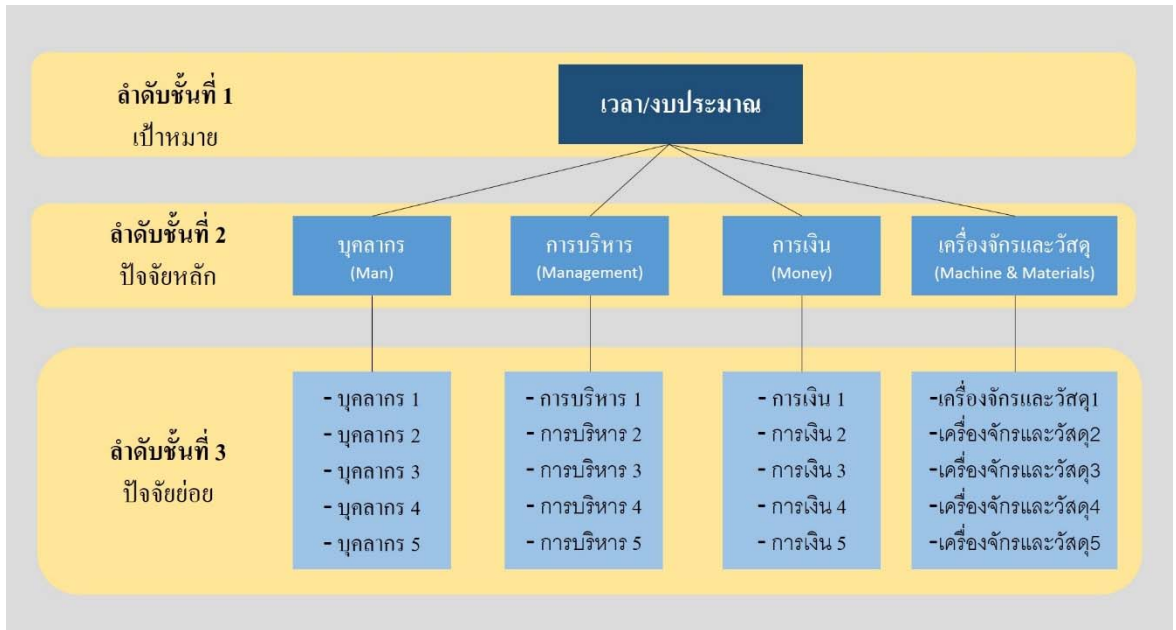 ลำดับชั้นที่ 1
เป้าหมาย
เวลา/งบประมาณ
ลำดับชั้นที่ 2
ปัจจัยหลัก
บุคลากร
(Man)
การบริหาร
(Management)
การเงิน
(Money)
เครื่องจักรและวัสดุ
(Machine & Materials)
ลำดับชั้นที่ 3
ปัจจัยย่อย
- บุคลากร 1
- บุคลากร 2
- บุคลากร 3
- บุคลากร 4
- บุคลากร 5
- การบริหาร 1
- การบริหาร 2
- การบริหาร 3
- การบริหาร 4
- การบริหาร 5
- การเงิน 1
- การเงิน 2
- การเงิน 3
- การเงิน 4
- การเงิน 5
-เครื่องจักรและวัสดุ1
-เครื่องจักรและวัสดุ2
-เครื่องจักรและวัสดุ3
-เครื่องจักรและวัสดุ4
-เครื่องจักรและวัสดุ5